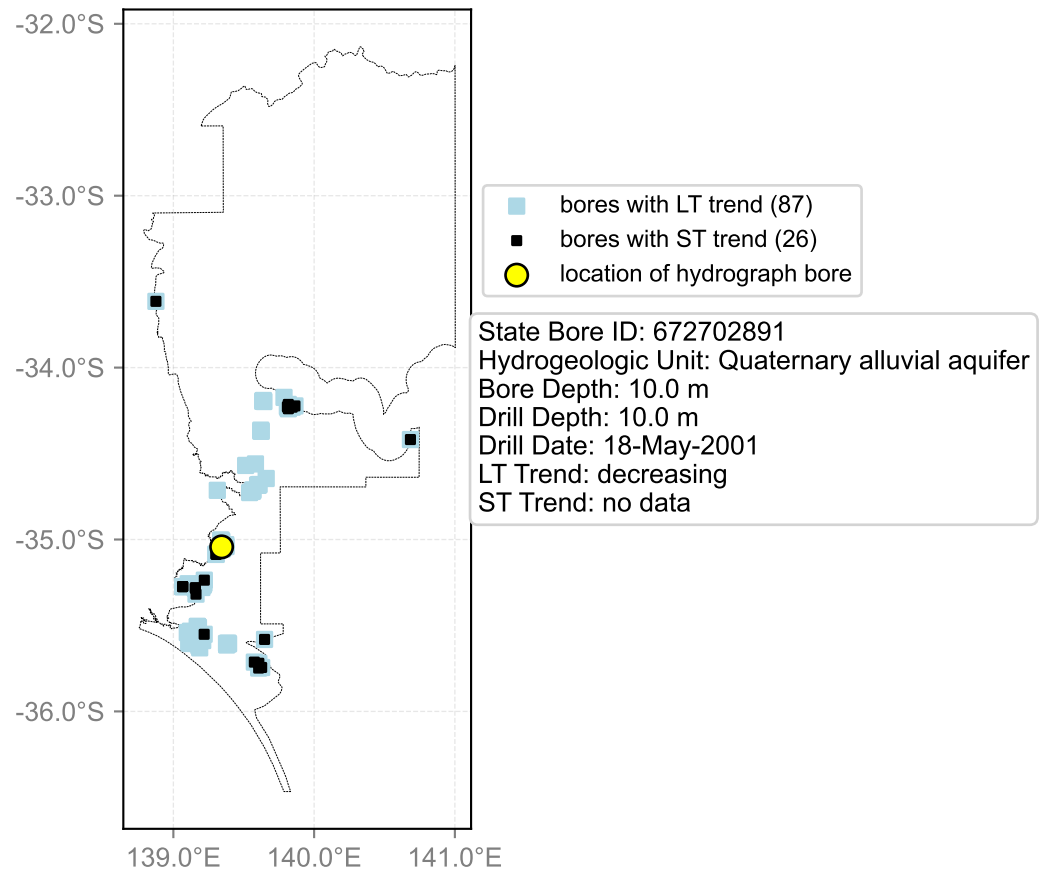 -32.0°S
-33.0°S
-34.0°S
-35.0°S
-36.0°S
139.0°E 140.0°E 141.0°E
bores with LT trend (87)
bores with ST trend (26)
location of hydrograph bore
State Bore ID: 672702891
Hydrogeologic Unit: Quaternary alluvial aquifer
Bore Depth: 10.0 m
Drill Depth: 10.0 m
Drill Date: 18-May-2001
LT Trend: decreasing
ST Trend: no data